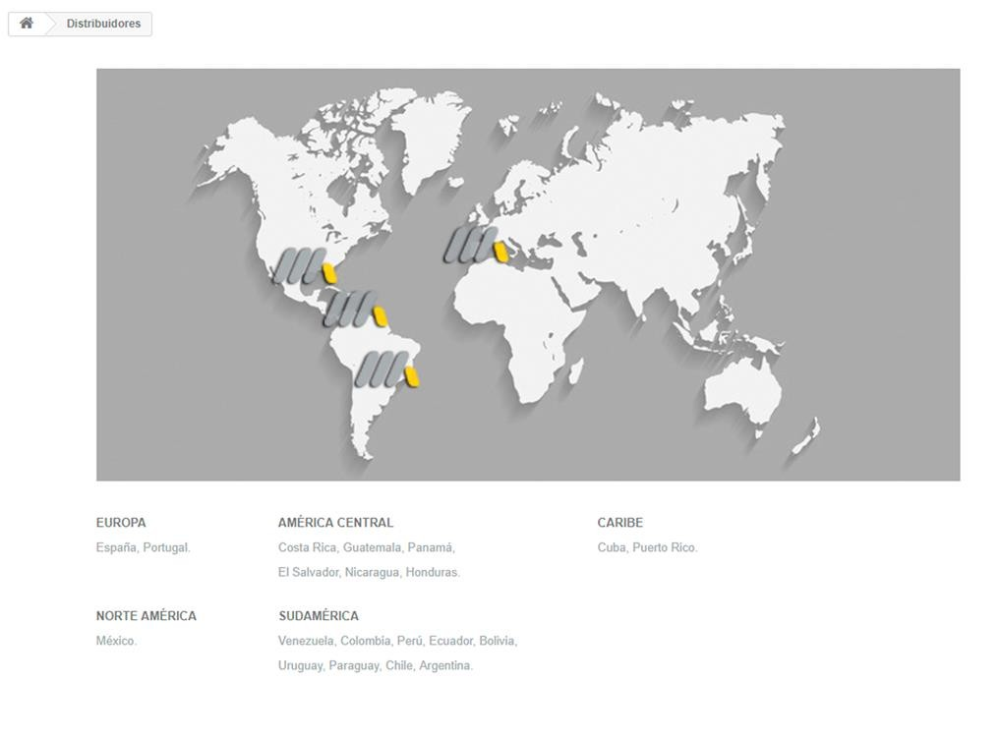 Distribuidores
EUROPA
España, Portugal.
AMÉRICA CENTRAL
Costa Rica, Guatemala, Panamá,
El Salvador, Nicaragua, Honduras.
CARIBE
Cuba, Puerto Rico.
NORTE AMÉRICA
México.
SUDAMÉRICA
Venezuela, Colombia, Perú, Ecuador, Bolivia,
Uruguay, Paraguay, Chile, Argentina.